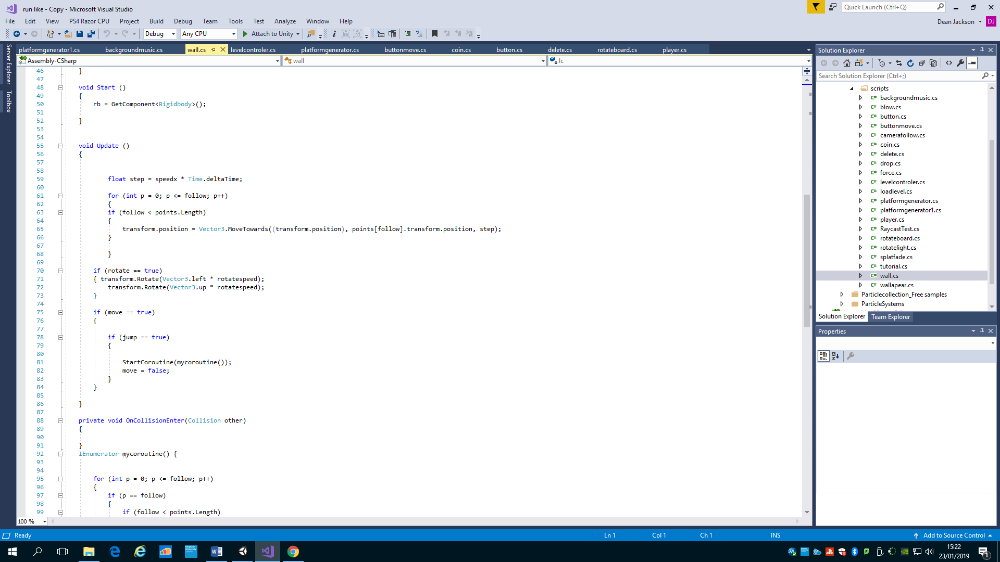 run like - Copy - Microsoft Visual Studio
Quick Launch (Ctrl+Q)
File Edit View PS4 Razor CPU Project Build Debug Team Tools Test Analyze Window Help
Dean Jackson DJ
Debug Any CPU Attach to Unity
Server Explorer
Toolbox
platformgenerator1.cs backgroundmusic.cs wall.cs levelcontroler.cs platformgenerator.cs buttonmove.cs coin.cs button.cs delete.cs rotateboard.cs player.cs
Assembly-CSharp wall lc
46 }
47
48 void Start ()
49 {
50 rb = GetComponent<Rigidbody>();
51
52 }
53
54
55 void Update ()
56 {
57
58
59 float step = speedx * Time.deltaTime;
60
61 for (int p = 0; p <= follow; p++)
62 {
63 if (follow < points.Length)
64 {
65 transform.position = Vector3.MoveTowards((transform.position), points[follow].transform.position, step);
66 }
67
68 }
69
70 if (rotate == true)
71 { transform.Rotate(Vector3.left * rotatespeed);
72 transform.Rotate(Vector3.up * rotatespeed);
73 }
74
75 if (move == true)
76 {
77
78 if (jump == true)
79 {
80
81 StartCoroutine(mycoroutine());
82 move = false;
83 }
84 }
85
86 }
87
88 private void OnCollisionEnter(Collision other)
89 {
90
91 }
92 IEnumerator mycoroutine() {
93
94
95 for (int p = 0; p <= follow; p++)
96 {
97 if (p == follow)
98 {
99 if (follow < points.Length)
100 %
Solution Explorer
Search Solution Explorer (Ctrl+;)
scripts
C# backgroundmusic.cs
C# blow.cs
C# button.cs
C# buttonmove.cs
C# camerafollow.cs
C# coin.cs
C# delete.cs
C# drop.cs
C# force.cs
C# levelcontroler.cs
C# loadlevel.cs
C# platformgenerator.cs
C# platformgenerator1.cs
C# player.cs
C# RaycastTest.cs
C# rotateboard.cs
C# rotatelight.cs
C# splatfade.cs
C# tutorial.cs
C# wall.cs
C# wallapear.cs
Particlecollection_Free samples
ParticleSystems
Solution Explorer Team Explorer
Properties
Ready Ln 1 Col 1 Ch 1 INS Add to Source Control
15:22
23/01/2019
1